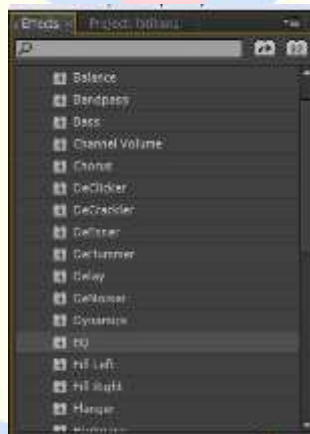 Effects
Project:
Balance
Bandpass
Bass
Channel Volume
Chorus
DeClicker
DeCrackler
DeEsser
DeHummer
Delay
DeNoiser
Dynamics
EQ
Fill Left
Fill Right
Flanger